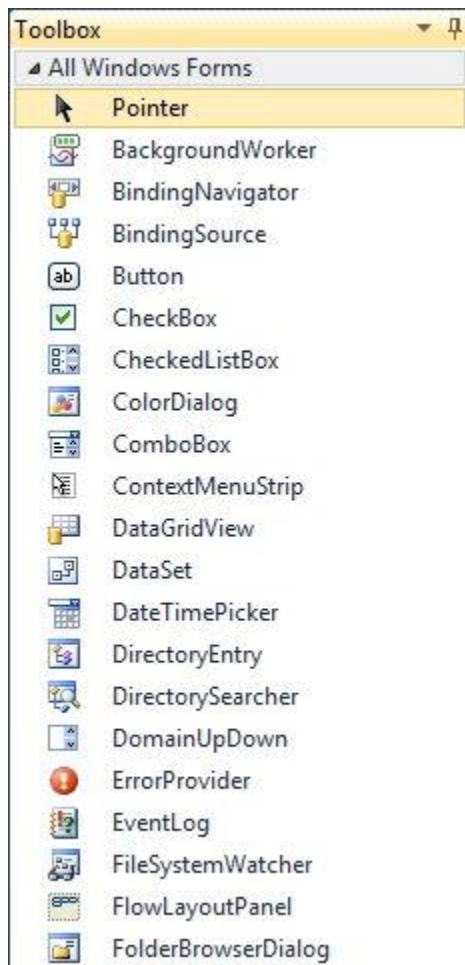 Toolbox
All Windows Forms
Pointer
BackgroundWorker
BindingNavigator
BindingSource
ab Button
CheckBox
CheckedListBox
ColorDialog
ComboBox
ContextMenuStrip
DataGridView
DataSet
DateTimePicker
DirectoryEntry
DirectorySearcher
DomainUpDown
ErrorProvider
EventLog
FileSystemWatcher
FlowLayoutPanel
FolderBrowserDialog